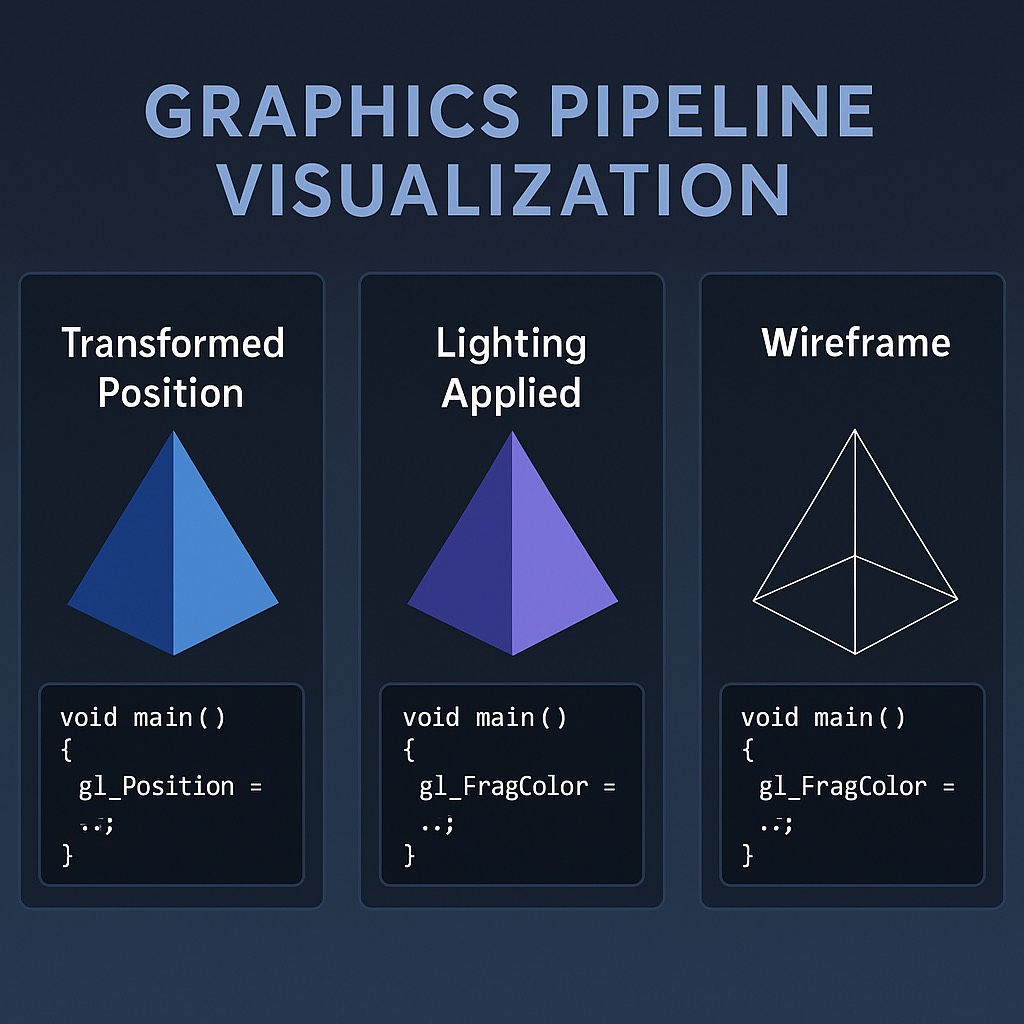 GRAPHICS PIPELINE
VISUALIZATION
Transformed
Position
void main()
{
gl_Position =
..;
}
Lighting
Applied
void main()
{
gl_FragColor =
..;
}
Wireframe
void main()
{
gl_FragColor =
..;
}